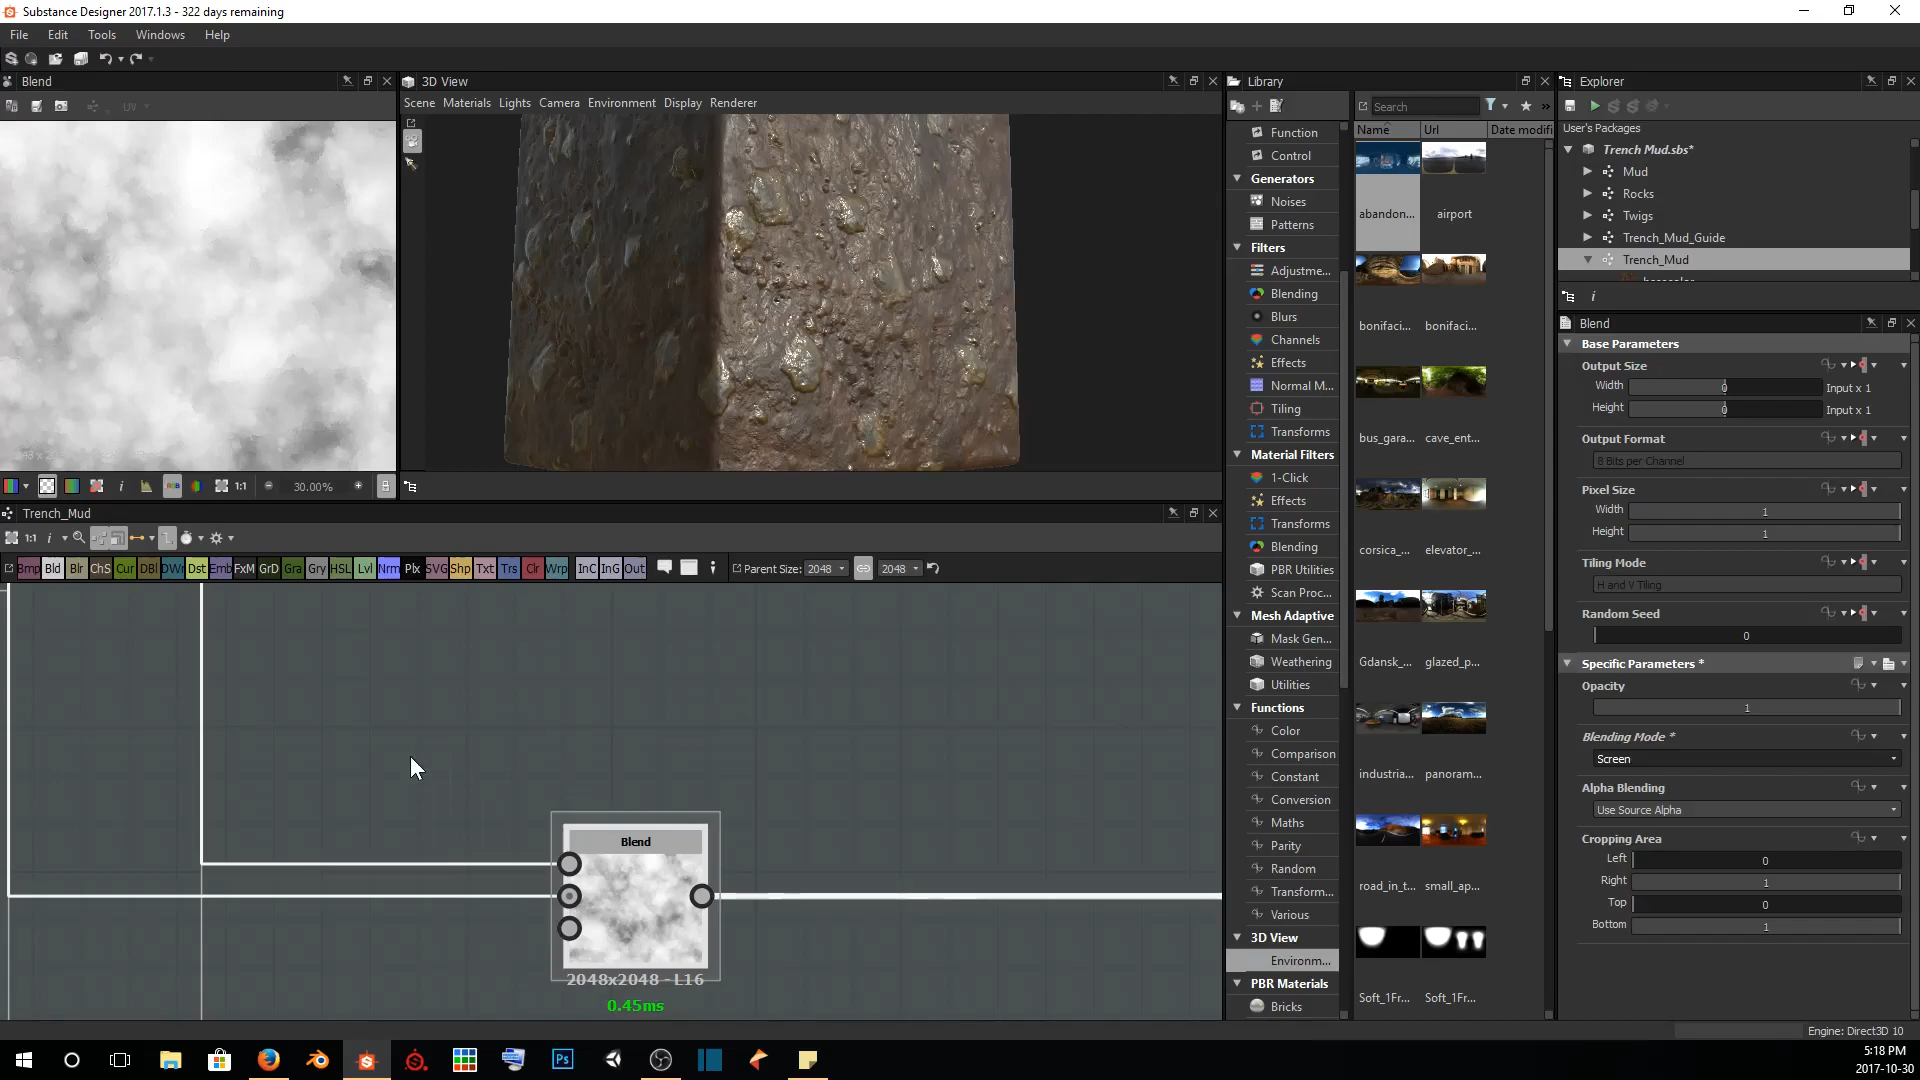 Substance Designer 2017.1.3 - 322 days remaining
File Edit Tools Windows Help
Blend
UV
30.00%
1:1
3D View
Scene Materials Lights Camera Environment Display Renderer
Trench_Mud
1:1
Bmp Bld Blr ChS Cur DBl DWr Dst Emb FxM GrD Gra Gry HSL Lvl Nrm Plx SVG Shp Txt Trs Clr Wrp InC InG Out
Parent Size: 2048 2048
Blend
2048x2048 - L16
0.45ms
Library
Function
Control
Generators
Noises
Patterns
Filters
Adjustme...
Blending
Blurs
Channels
Effects
Normal M...
Tiling
Transforms
Material Filters
1-Click
Effects
Transforms
Blending
PBR Utilities
Scan Proc...
Mesh Adaptive
Mask Gen...
Weathering
Utilities
Functions
Color
Comparison
Constant
Conversion
Maths
Parity
Random
Transform...
Various
3D View
Environm...
PBR Materials
Bricks
Search
Name Url Date modifi
abandon... airport
bonifaci... bonifaci...
bus_gara... cave_ent...
corsica_... elevator_...
Gdansk_... glazed_p...
industria... panoram...
road_in_t... small_ap...
Soft_1Fr... Soft_1Fr...
Explorer
User's Packages
Trench Mud.sbs*
Mud
Rocks
Twigs
Trench_Mud_Guide
Trench_Mud
Blend
Base Parameters
Output Size
Width 0 Input x 1
Height 0 Input x 1
Output Format
8 Bits per Channel
Pixel Size
Width 1
Height 1
Tiling Mode
H and V Tiling
Random Seed
0
Specific Parameters *
Opacity
1
Blending Mode *
Screen
Alpha Blending
Use Source Alpha
Cropping Area
Left 0
Right 1
Top 0
Bottom 1
Engine: Direct3D 10
Ps
5:18 PM
2017-10-30